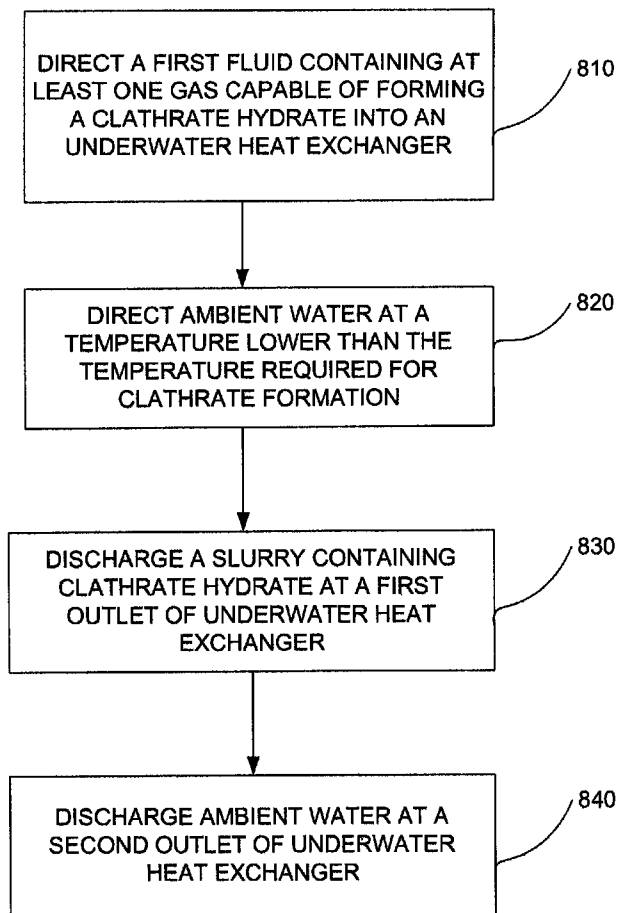 DIRECT A FIRST FLUID CONTAINING AT
LEAST ONE GAS CAPABLE OF FORMING
A CLATHRATE HYDRATE INTO AN
UNDERWATER HEAT EXCHANGER
810
DIRECT AMBIENT WATER AT A
TEMPERATURE LOWER THAN THE
TEMPERATURE REQUIRED FOR
CLATHRATE FORMATION
820
DISCHARGE A SLURRY CONTAINING
CLATHRATE HYDRATE AT A FIRST
OUTLET OF UNDERWATER HEAT
EXCHANGER
830
DISCHARGE AMBIENT WATER AT A
SECOND OUTLET OF UNDERWATER
HEAT EXCHANGER
840